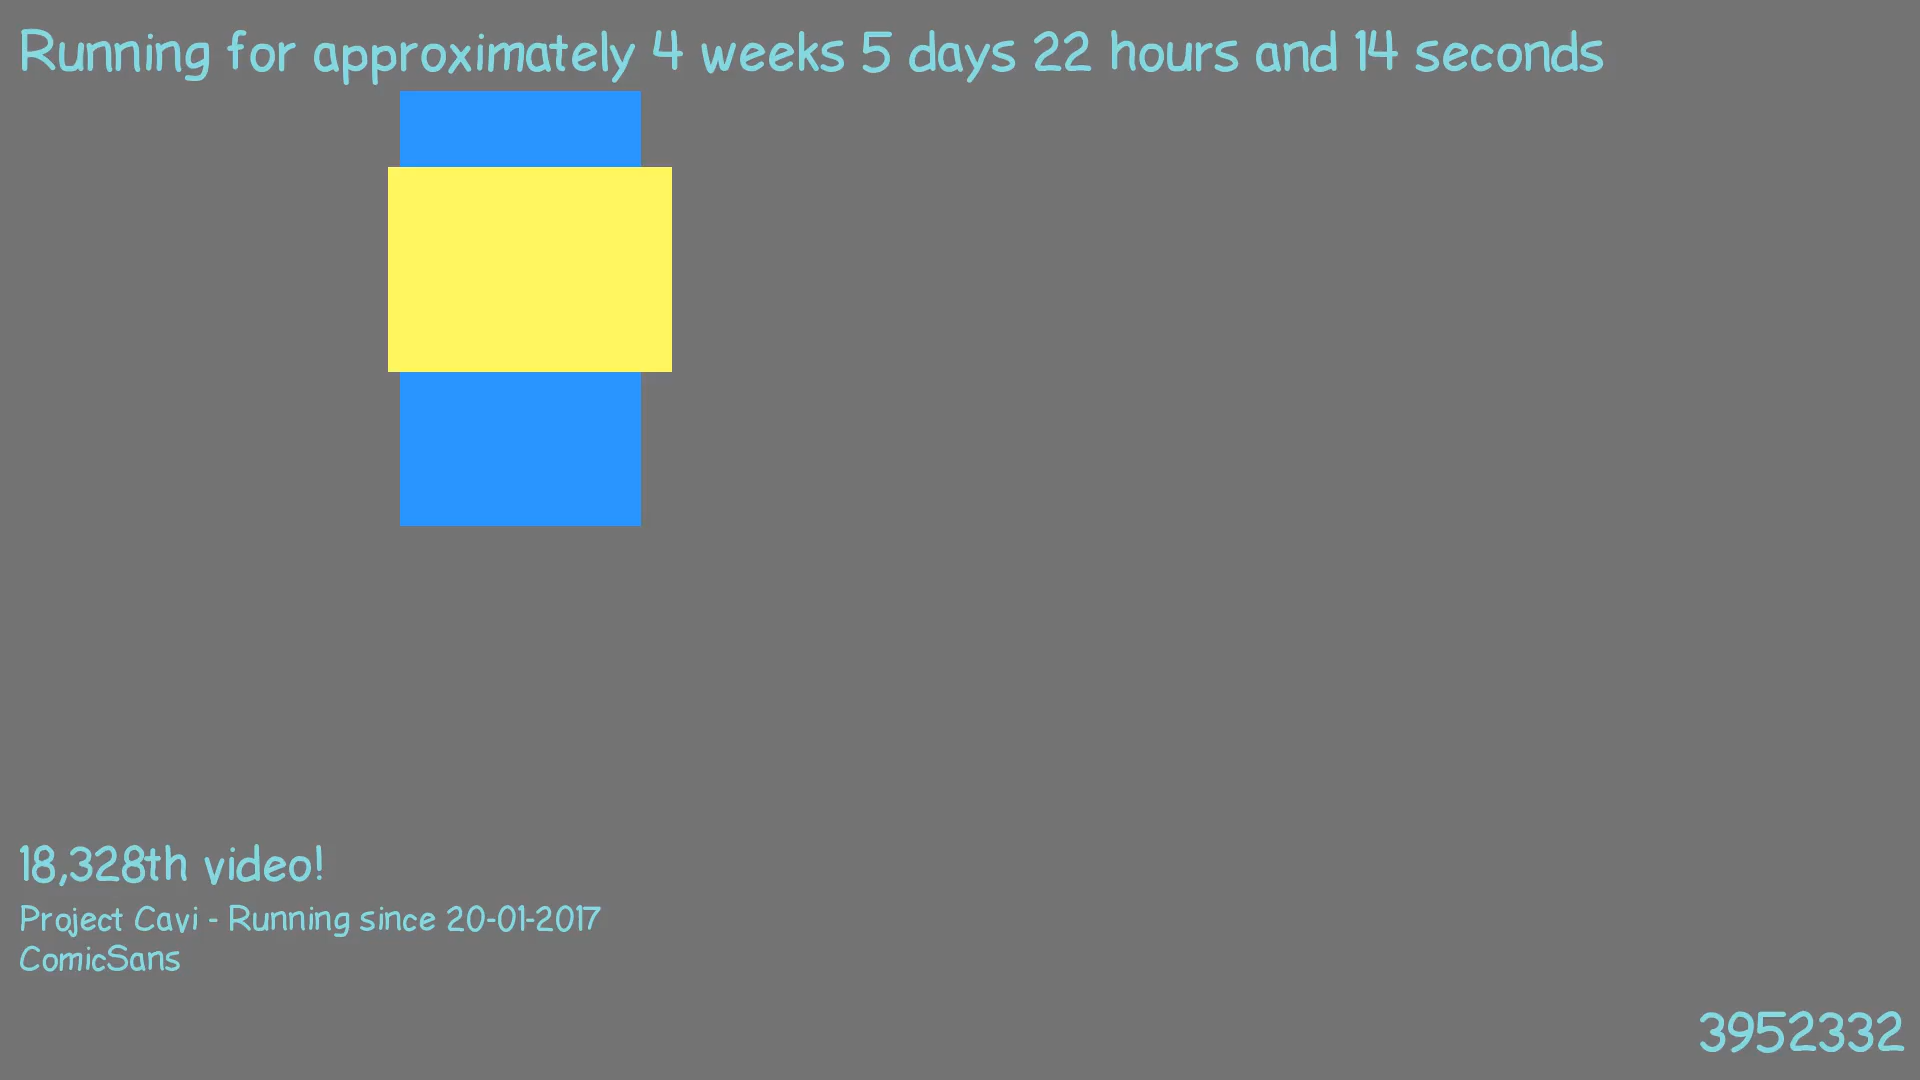 Running for approximately 4 weeks 5 days 22 hours and 14 seconds
18,328th video!
Project Cavi - Running since 20-01-2017
ComicSans
3952332